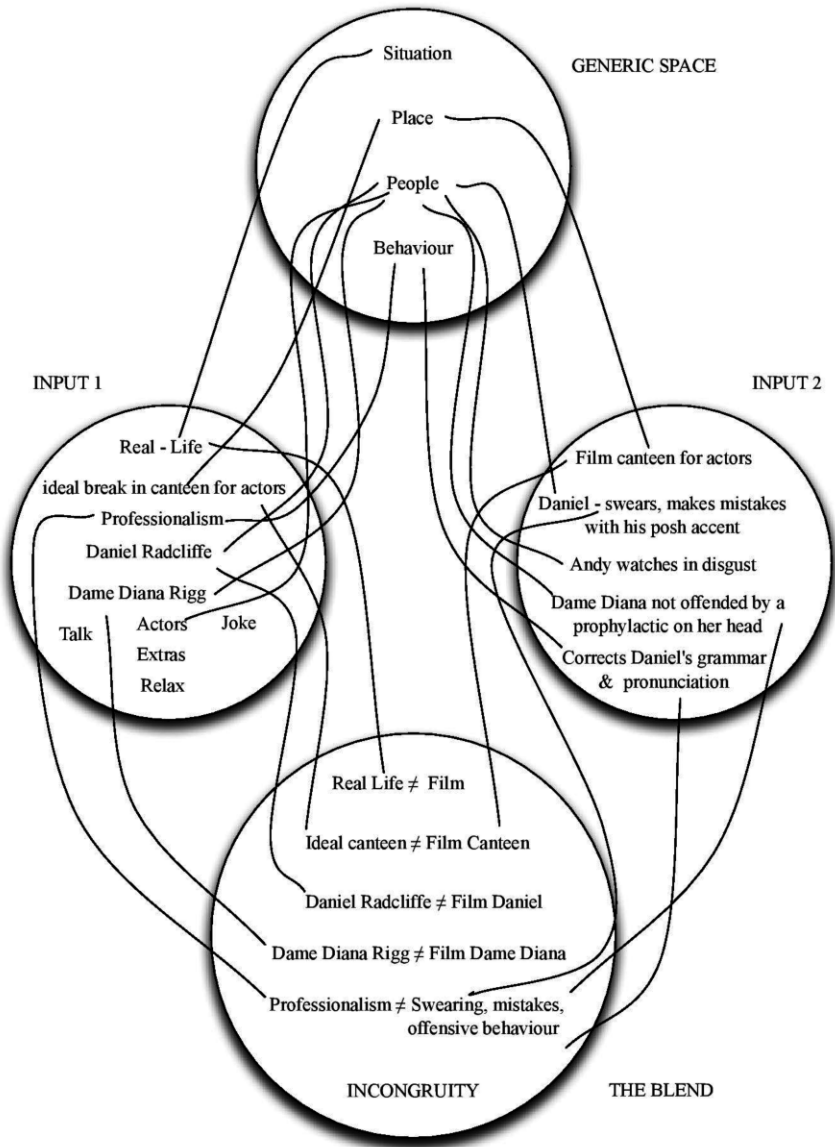 Situation
GENERIC SPACE
Place
People
Behaviour
INPUT 1
INPUT 2
Real - Life
ideal break in canteen for actors
Professionalism
Daniel Radcliffe
Dame Diana Rigg
Talk
Actors
Joke
Extras
Relax
Film canteen for actors
Daniel - swears, makes mistakes
with his posh accent
Andy watches in disgust
Dame Diana not offended by a
prophylactic on her head
Corrects Daniel's grammar
& pronunciation
Real Life ≠ Film
Ideal canteen ≠ Film Canteen
Daniel Radcliffe ≠ Film Daniel
Dame Diana Rigg ≠ Film Dame Diana
Professionalism ≠ Swearing, mistakes,
offensive behaviour
INCONGRUITY
THE BLEND